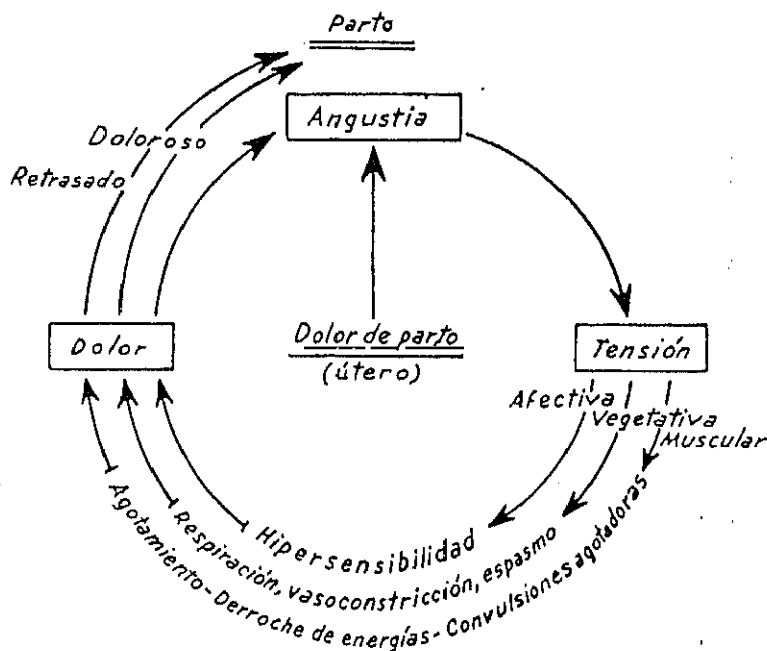 Parto
Angustia
Doloroso
Retrasado
Dolor
Dolor de parto
(útero)
Tensión
Afectiva
Vegetativa
Muscular
Hipersensibilidad
Respiración, vasoconstricción, espasmo
Agotamiento-Derroche de energías-Convulsiones agotadoras